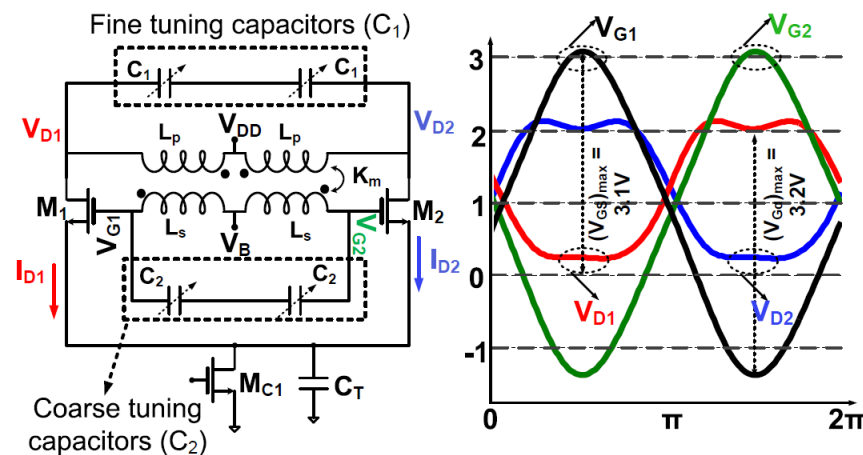 Fine tuning capacitors (C1)
C1
C1
VD1
VD2
Lp
VDD
Lp
Km
M1
M2
VG1
Ls
VB
Ls
VG2
ID1
ID2
C2
C2
MC1
CT
Coarse tuning
capacitors (C2)
VG1
VG2
3
2
1
0
-1
(VGS)max =
3.1V
(VGd)max =
3.2V
VD1
VD2
0
π
2π